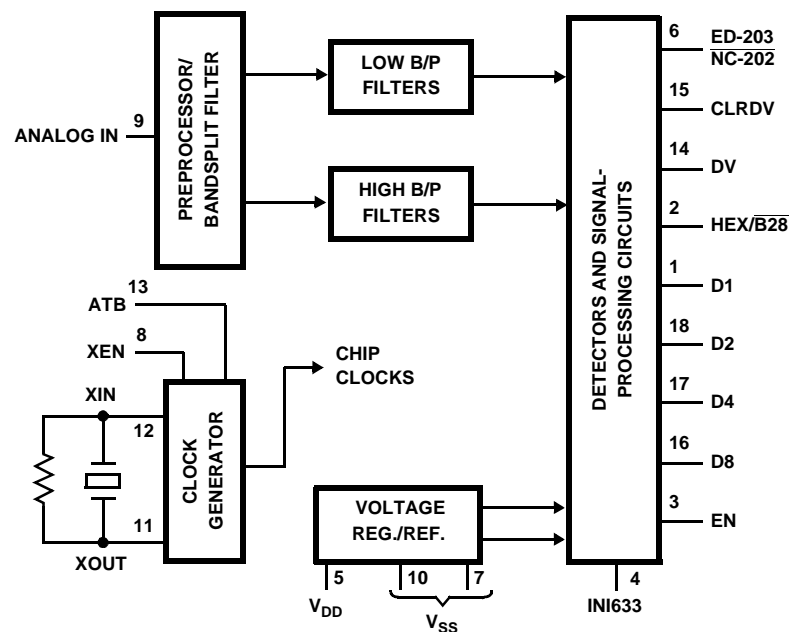 PREPROCESSOR/
BANDSPLIT FILTER
9
ANALOG IN
LOW B/P
FILTERS
HIGH B/P
FILTERS
DETECTORS AND SIGNAL-
PROCESSING CIRCUITS
6
ED-203
NC-202
15
CLRDV
14
DV
2
HEX/B28
1
D1
18
D2
17
D4
16
D8
3
EN
13
ATB
8
XEN
XIN
12
CLOCK
GENERATOR
11
XOUT
CHIP
CLOCKS
VOLTAGE
REG./REF.
5
10
7
VDD
VSS
4
INI633